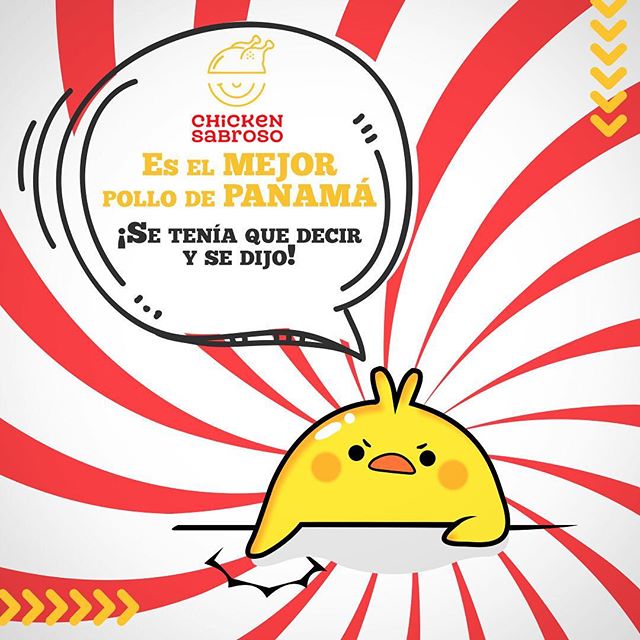 CHiCKEN
SabrOSO
Es el MEJOR
pollo de PANAMÁ
¡Se tenía que decir
y se dijo!